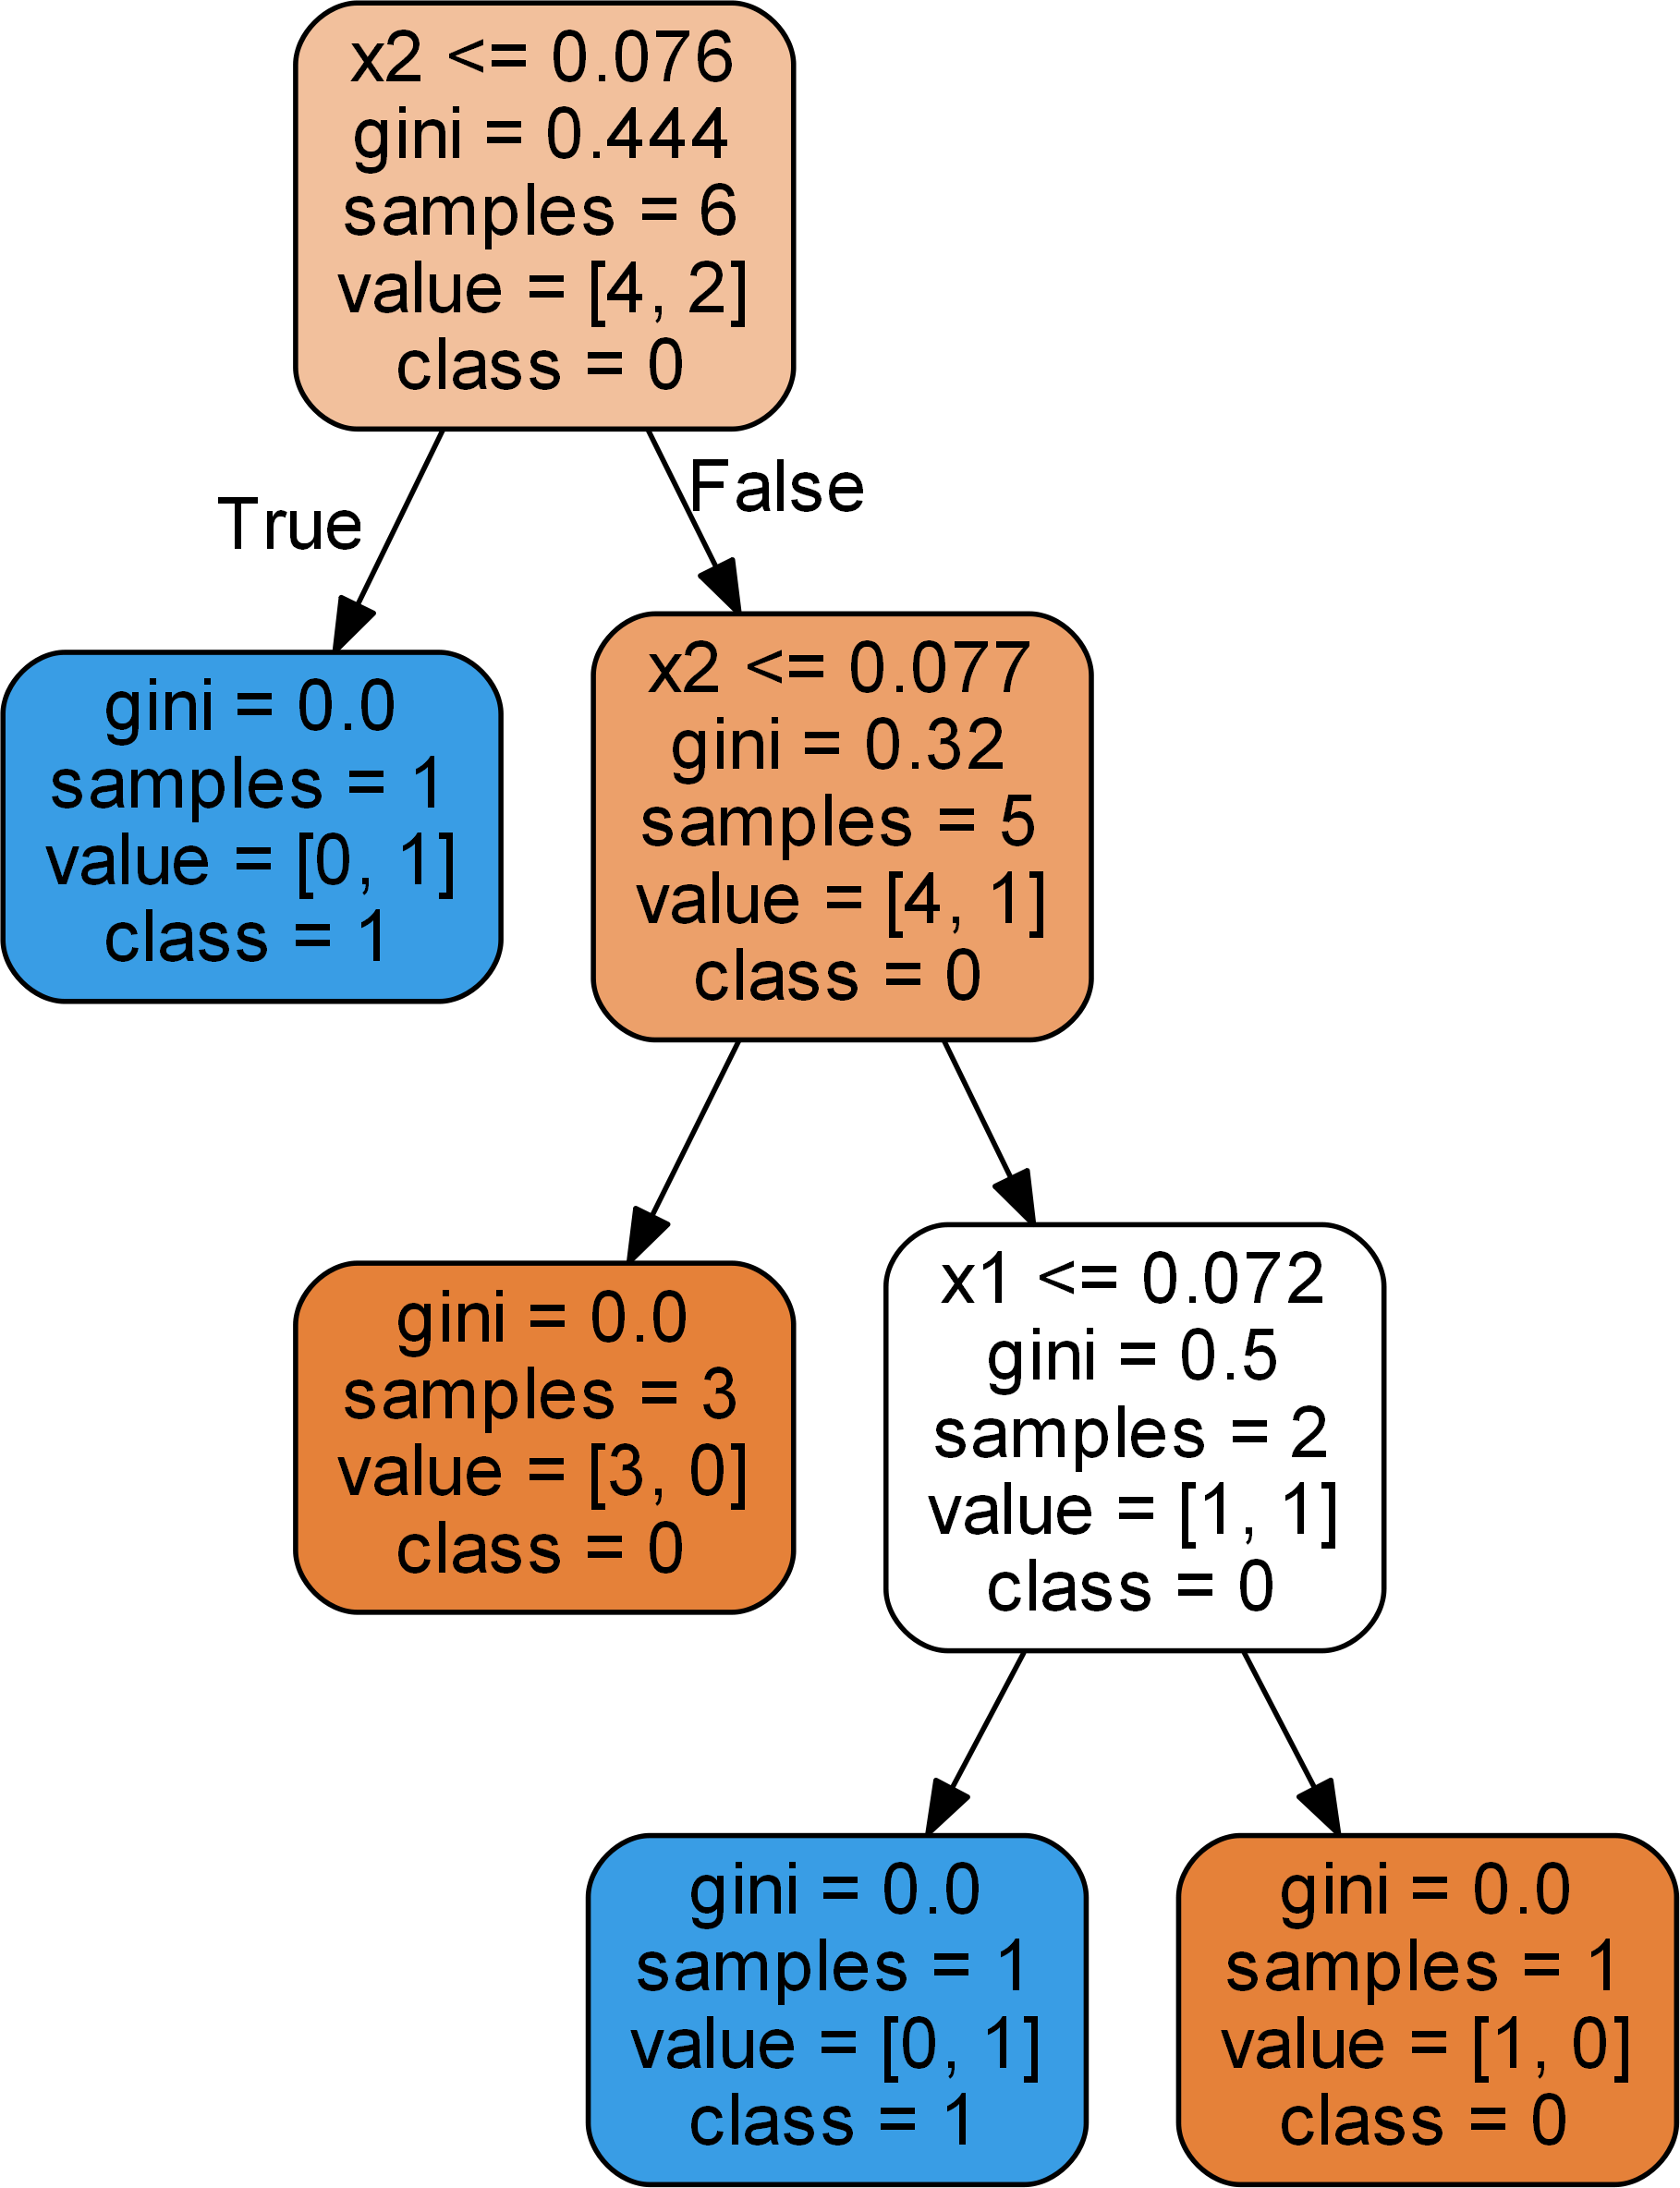 x2 <= 0.076
gini = 0.444
samples = 6
value = [4, 2]
class = 0
True
False
gini = 0.0
samples = 1
value = [0, 1]
class = 1
x2 <= 0.077
gini = 0.32
samples = 5
value = [4, 1]
class = 0
gini = 0.0
samples = 3
value = [3, 0]
class = 0
x1 <= 0.072
gini = 0.5
samples = 2
value = [1, 1]
class = 0
gini = 0.0
samples = 1
value = [0, 1]
class = 1
gini = 0.0
samples = 1
value = [1, 0]
class = 0